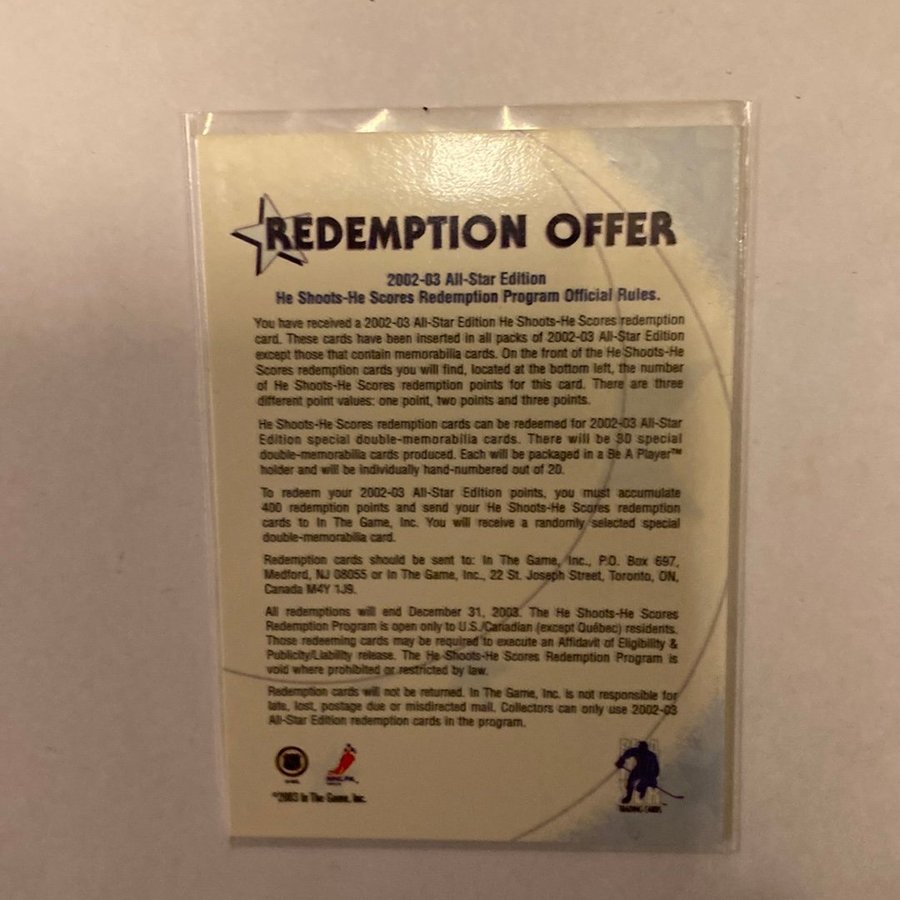 REDEMPTION OFFER
2002-03 All-Star Edition
He Shoots-He Scores Redemption Program Official Rules.
You have received a 2002-03 All-Star Edition He Shoots-He Scores redemption
card. These cards have been inserted in all packs of 2002-03 All-Star Edition
except those that contain memorabilia cards. On the front of the He Shoots-He
Scores redemption cards you will find, located at the bottom left, the number
of He Shoots-He Scores redemption points for this card. There are three
different point values: one point, two points and three points.
He Shoots-He Scores redemption cards can be redeemed for 2002-03 All-Star
Edition special double-memorabilia cards. There will be 30 special
double-memorabilia cards produced. Each will be packaged in a Be A Player™
holder and will be individually hand-numbered out of 20.
To redeem your 2002-03 All-Star Edition points, you must accumulate
400 redemption points and send your He Shoots-He Scores redemption
cards to In The Game, Inc. You will receive a randomly selected special
double-memorabilia card.
Redemption cards should be sent to: In The Game, Inc., P.O. Box 697,
Medford, NJ 08055 or In The Game, Inc., 22 St. Joseph Street, Toronto, ON,
Canada M4Y 1J9.
All redemptions will end December 31, 2003. The He Shoots-He Scores
Redemption Program is open only to U.S./Canadian (except Québec) residents.
Those redeeming cards may be required to execute an Affidavit of Eligibility &
Publicity/Liability release. The He Shoots-He Scores Redemption Program is
void where prohibited or restricted by law.
Redemption cards will not be returned. In The Game, Inc. is not responsible for
late, lost, postage due or misdirected mail. Collectors can only use 2002-03
All-Star Edition redemption cards in the program.
NHLPA
©2003 In The Game, Inc.
TRADING CARDS